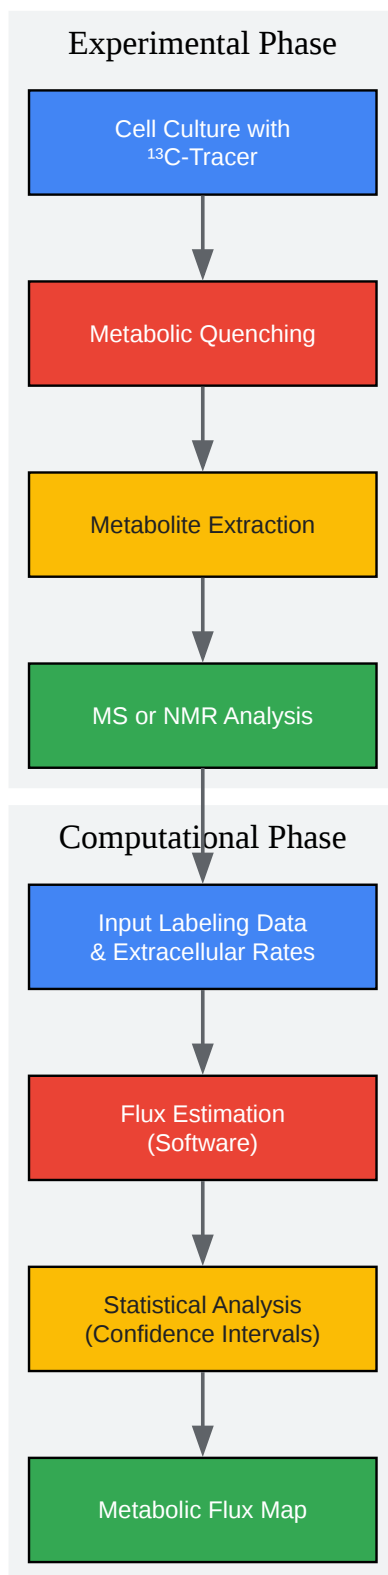 Experimental Phase
Cell Culture with
¹³C-Tracer
Metabolic Quenching
Metabolite Extraction
MS or NMR Analysis
Computational Phase
Input Labeling Data
& Extracellular Rates
Flux Estimation
(Software)
Statistical Analysis
(Confidence Intervals)
Metabolic Flux Map